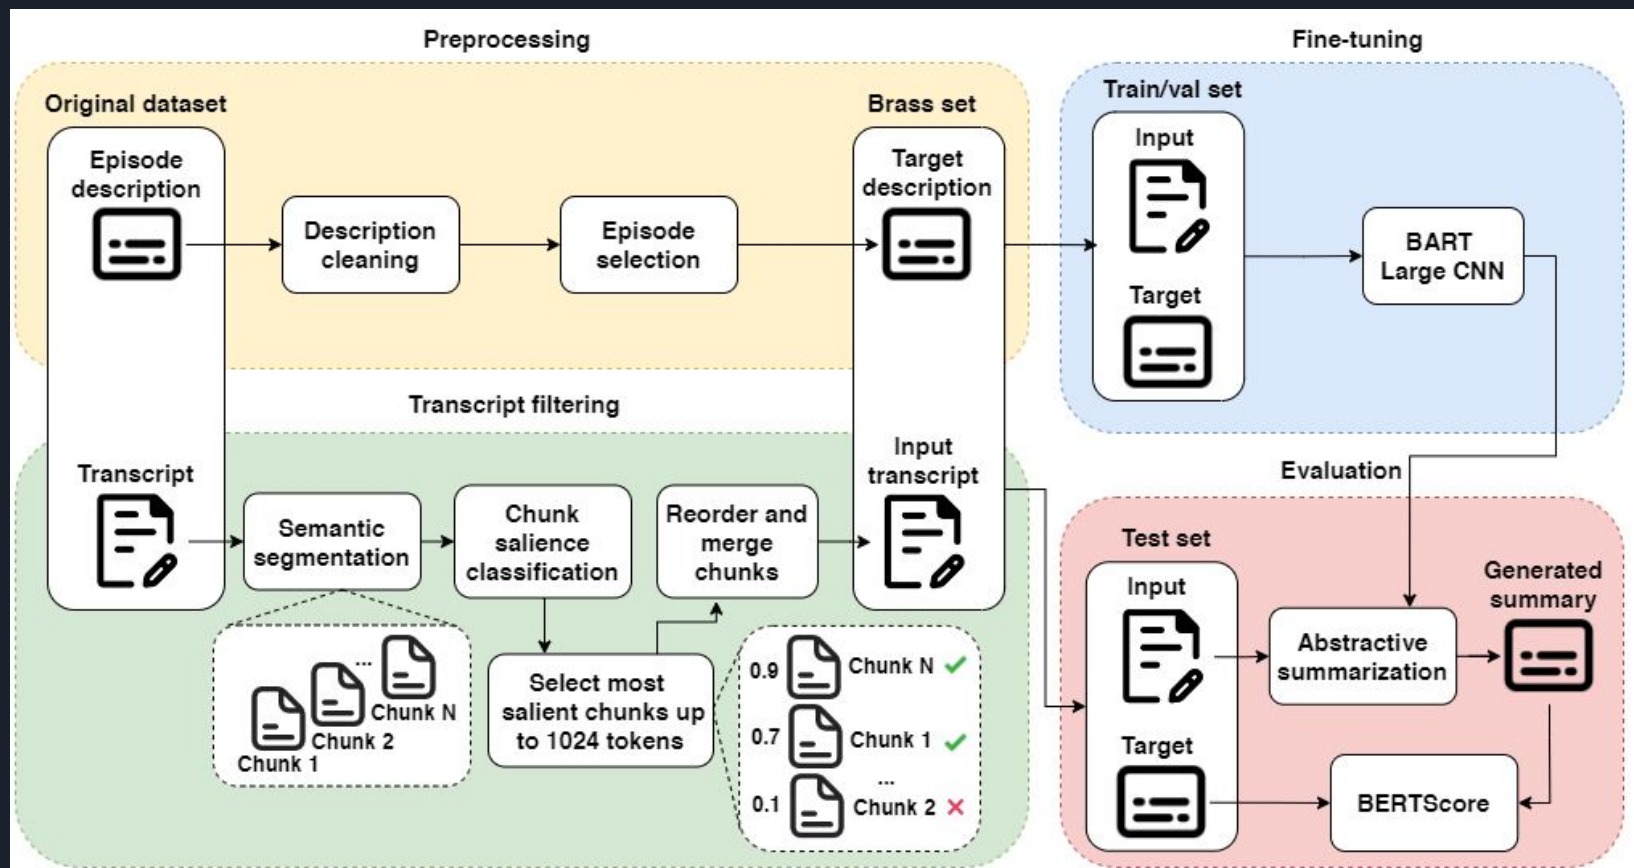 Preprocessing
Original dataset
Episode
description
Description
cleaning
Episode
selection
Brass set
Target
description
Transcript filtering
Transcript
Semantic
segmentation
Chunk 1
Chunk 2
...
Chunk N
Chunk
salience
classification
Select most
salient chunks up
to 1024 tokens
0.9 Chunk N ✓
0.7 Chunk 1 ✓
...
0.1 Chunk 2 ✕
Reorder and
merge
chunks
Input
transcript
Fine-tuning
Train/val set
Input
Target
BART
Large CNN
Evaluation
Test set
Input
Target
Abstractive
summarization
Generated
summary
BERTScore